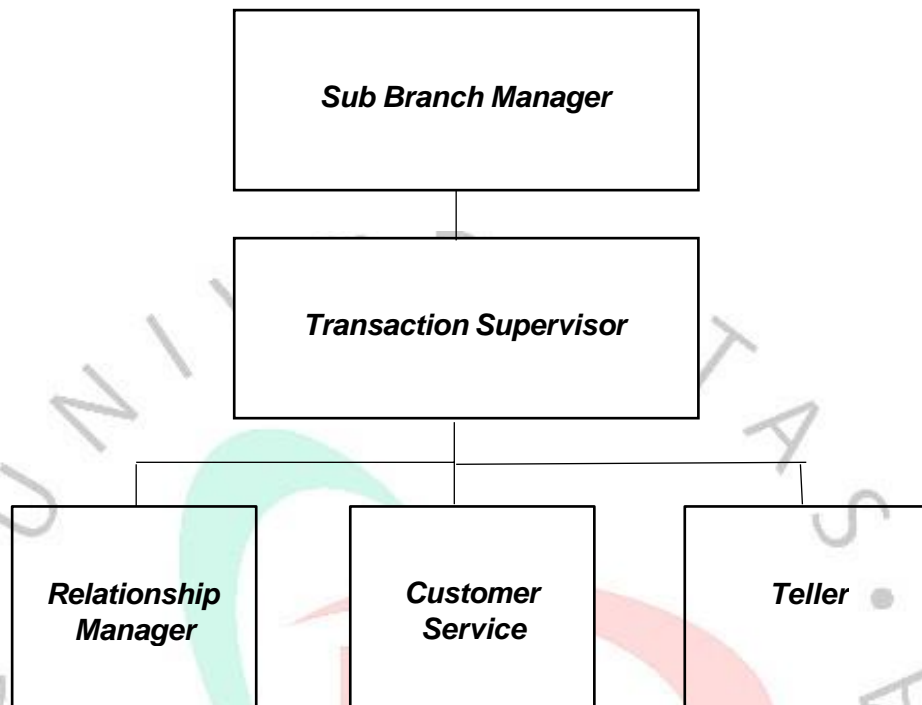 Sub Branch Manager
Transaction Supervisor
Relationship
Manager
Customer
Service
Teller